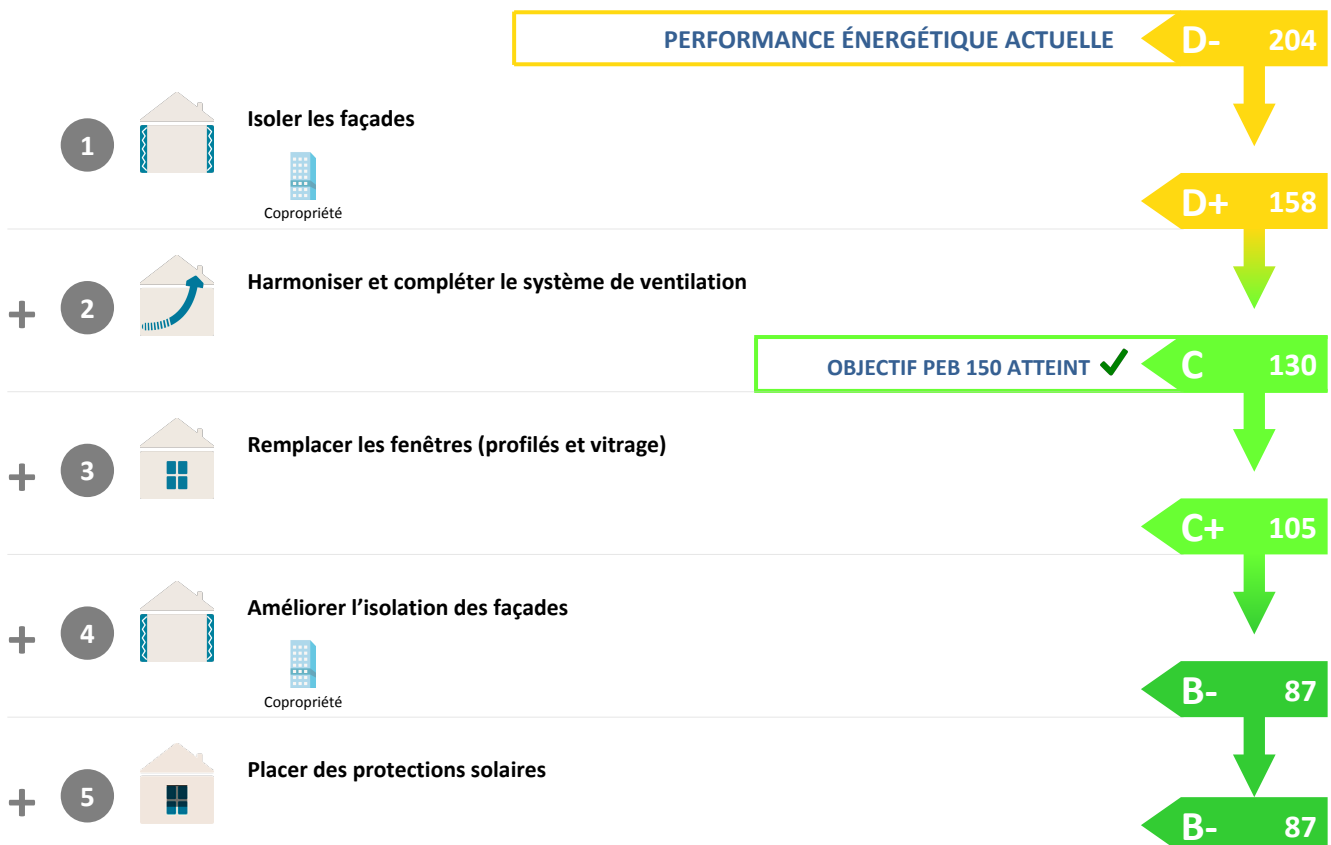 PERFORMANCE ÉNERGÉTIQUE ACTUELLE D- 204
1 Isoler les façades
Copropriété
D+ 158
+ 2 Harmoniser et compléter le système de ventilation
OBJECTIF PEB 150 ATTEINT ✓ C 130
+ 3 Remplacer les fenêtres (profilés et vitrage)
C+ 105
+ 4 Améliorer l’isolation des façades
Copropriété
B- 87
+ 5 Placer des protections solaires
B- 87